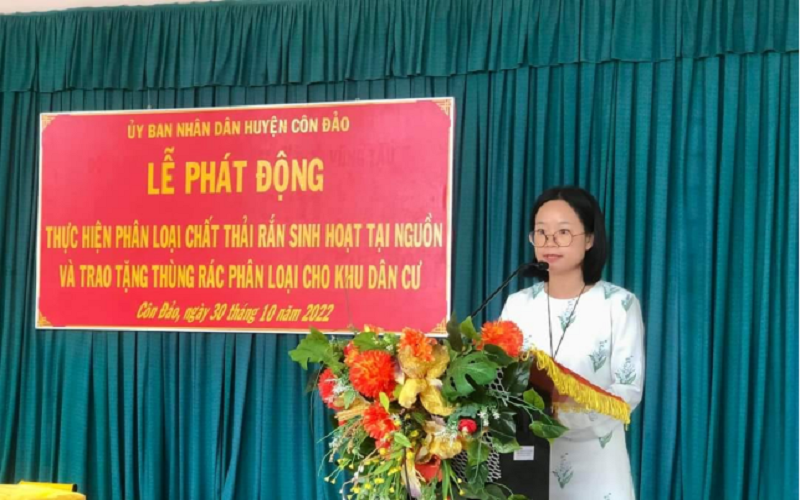 ỦY BAN NHÂN DÂN HUYỆN CÔN ĐẢO
LỄ PHÁT ĐỘNG
THỰC HIỆN PHÂN LOẠI CHẤT THẢI RẮN SINH HOẠT TẠI NGUỒN
VÀ TRAO TẶNG THÙNG RÁC PHÂN LOẠI CHO KHU DÂN CƯ
Côn Đảo, ngày 30 tháng 10 năm 2022